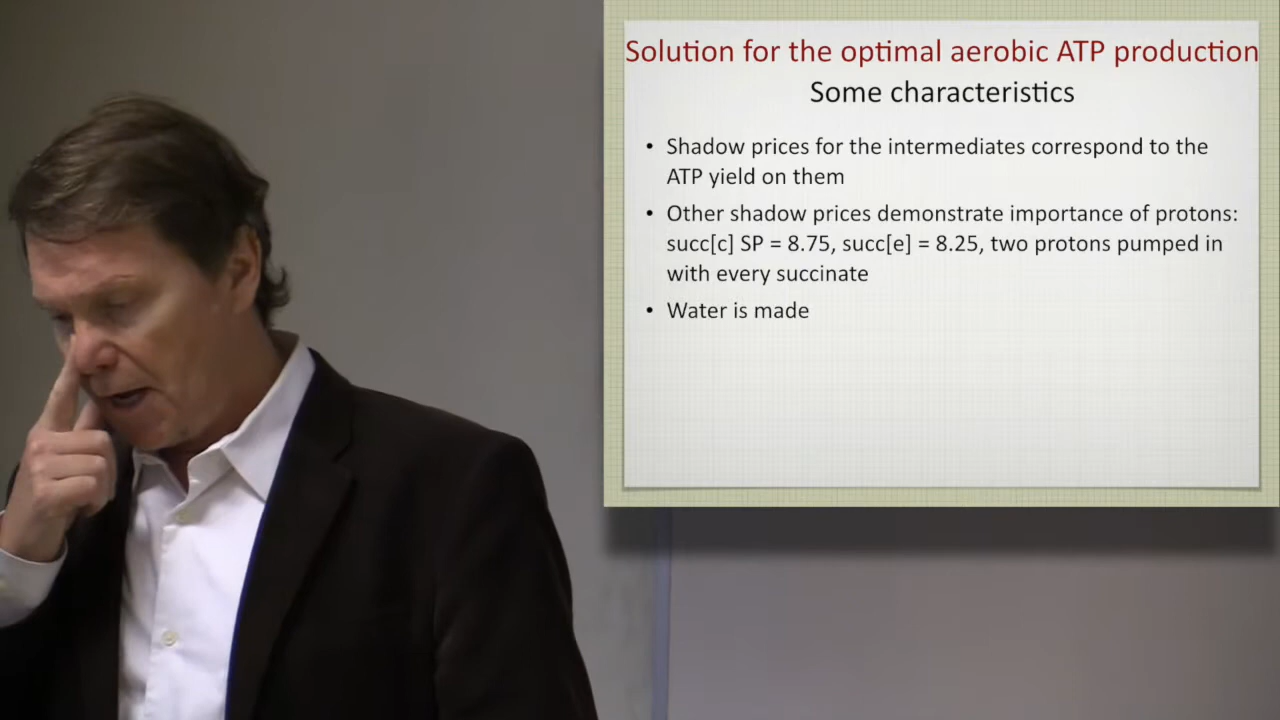 Solution for the optimal aerobic ATP production
Some characteristics
• Shadow prices for the intermediates correspond to the
ATP yield on them
• Other shadow prices demonstrate importance of protons:
succ[c] SP = 8.75, succ[e] = 8.25, two protons pumped in
with every succinate
• Water is made